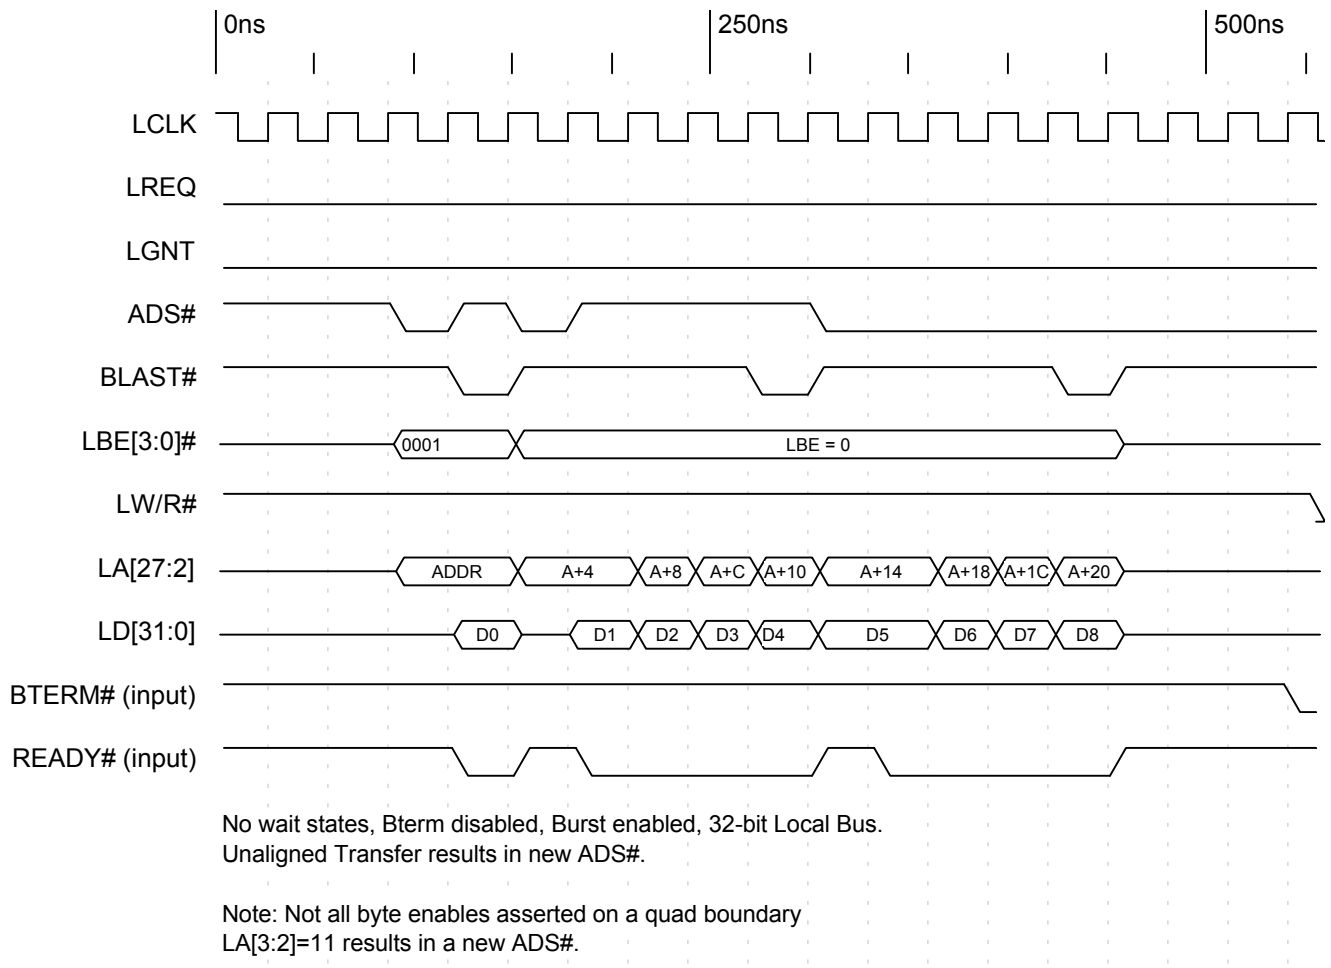 0ns 250ns 500ns
LCLK
LREQ
LGNT
ADS#
BLAST#
LBE[3:0]# 0001 LBE = 0
LW/R#
LA[27:2] ADDR A+4 A+8 A+C A+10 A+14 A+18 A+1C A+20
LD[31:0] D0 D1 D2 D3 D4 D5 D6 D7 D8
BTERM# (input)
READY# (input)
No wait states, Bterm disabled, Burst enabled, 32-bit Local Bus.
Unaligned Transfer results in new ADS#.
Note: Not all byte enables asserted on a quad boundary
LA[3:2]=11 results in a new ADS#.